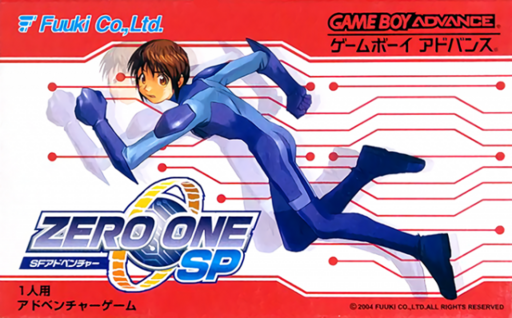 Fuuki Co.,Ltd.
GAME BOY ADVANCE
ゲームボーイ アドバンス
ZERO ONE
SFアドベンチャー
SP
1人用
アドベンチャーゲーム
© 2004 FUUKI CO.,LTD.ALL RIGHTS RESERVED